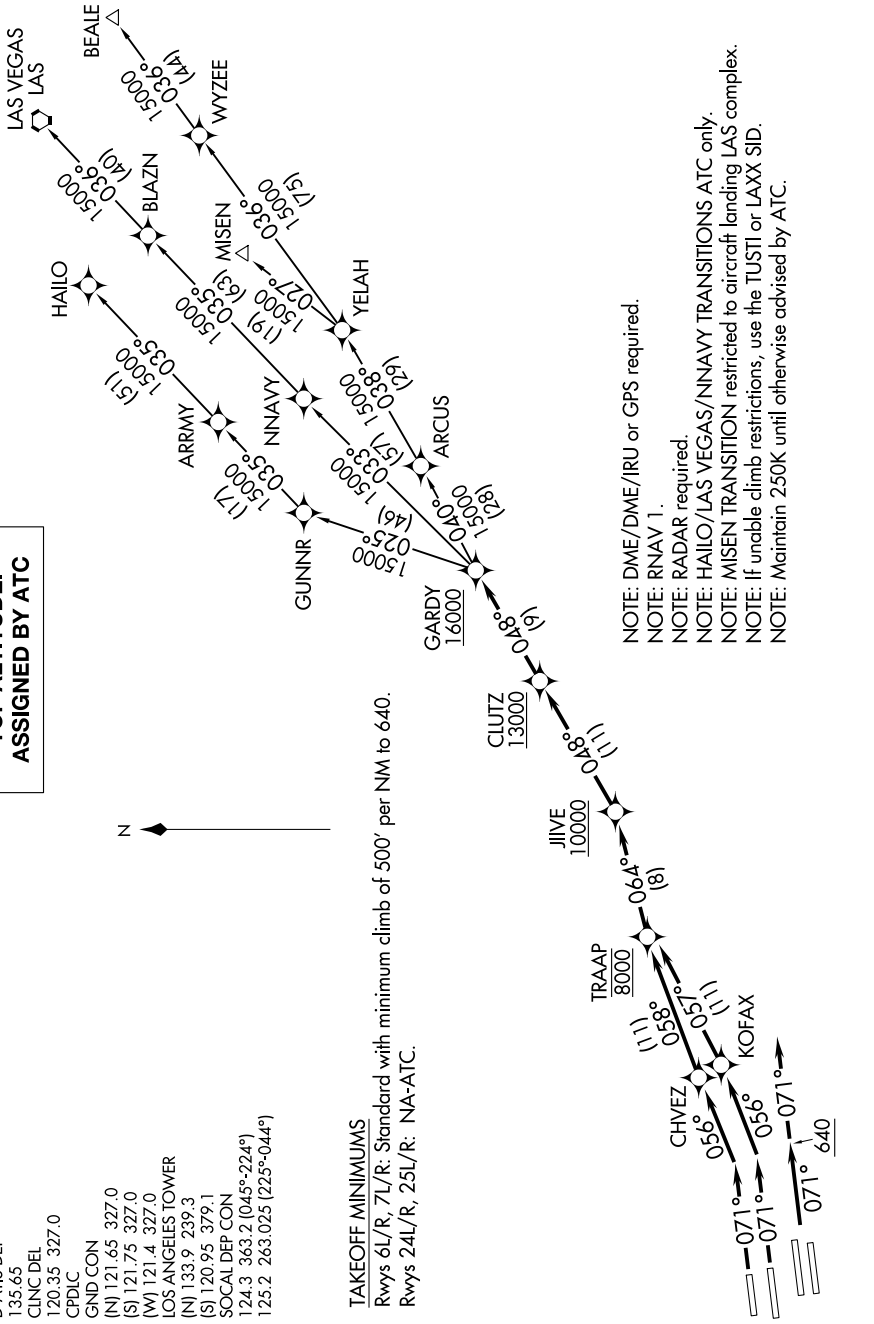 135.65
CLNC DEL
120.35 327.0
CPDLC
GND CON
(N) 121.65 327.0
(S) 121.75 327.0
(W) 121.4 327.0
LOS ANGELES TOWER
(N) 133.9 239.3
(S) 120.95 379.1
SOCAL DEP CON
124.3 363.2 (045°-224°)
125.2 263.025 (225°-044°)
ASSIGNED BY ATC
N
TAKEOFF MINIMUMS
Rwys 6L/R, 7L/R: Standard with minimum climb of 500' per NM to 640.
Rwys 24L/R, 25L/R: NA-ATC.
071°
071°
071°
640
071°
056°
056°
CHVEZ
KOFAX
(11)
058°
057°
(11)
TRAAP
8000
064°
(8)
JIIVE
10000
048°
(11)
CLUTZ
13000
048°
(9)
GARDY
16000
15000
025°
(46)
GUNNR
(17)
15000
035°
ARRMY
(51)
15000
035°
HAILO
15000
033°
(57)
NNAVY
15000
035°
(63)
BLAZN
15000
036°
(40)
LAS VEGAS
LAS
040°
15000
(28)
ARCUS
15000
038°
(29)
YELAH
(19)
15000
027°
MISEN
036°
15000
(75)
WYZEE
15000
036°
(44)
BEALE
NOTE: DME/DME/IRU or GPS required.
NOTE: RNAV 1.
NOTE: RADAR required.
NOTE: HAILO/LAS VEGAS/NNAVY TRANSITIONS ATC only.
NOTE: MISEN TRANSITION restricted to aircraft landing LAS complex.
NOTE: If unable climb restrictions, use the TUSTI or LAXX SID.
NOTE: Maintain 250K until otherwise advised by ATC.